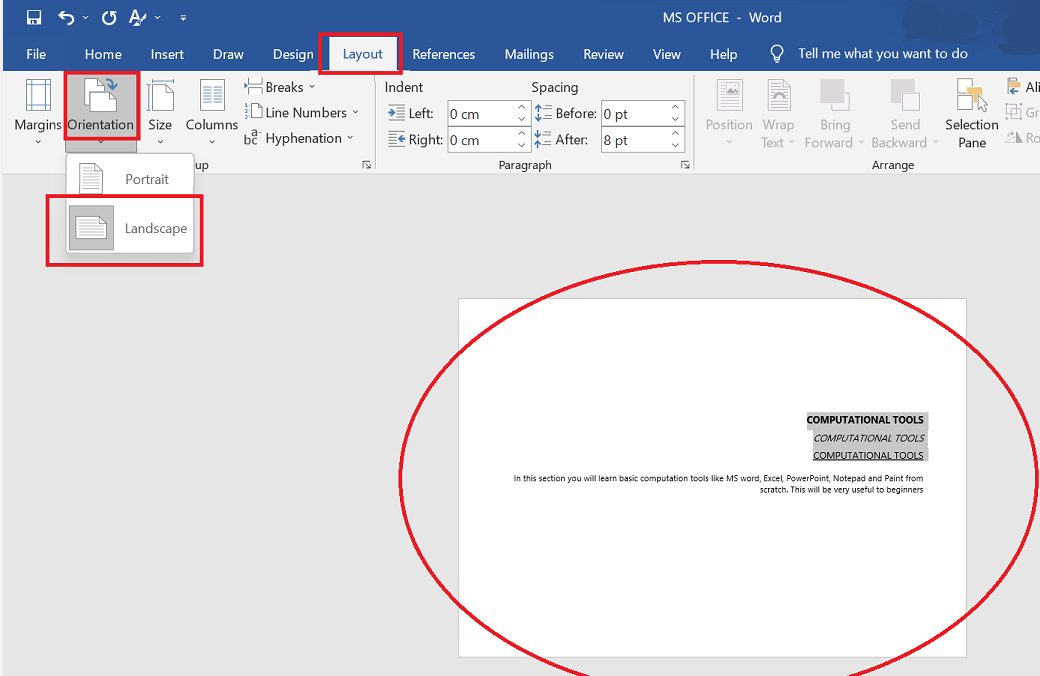 MS OFFICE - Word
File Home Insert Draw Design Layout References Mailings Review View Help Tell me what you want to do
Margins Orientation Size Columns
Breaks
Line Numbers
Hyphenation
Indent
Left: 0 cm
Right: 0 cm
Spacing
Before: 0 pt
After: 8 pt
Paragraph
Position
Wrap
Text
Bring
Forward
Send
Backward
Selection
Pane
Arrange
Portrait
Landscape
COMPUTATIONAL TOOLS
COMPUTATIONAL TOOLS
COMPUTATIONAL TOOLS
In this section you will learn basic computation tools like MS word, Excel, PowerPoint, Notepad and Paint from
scratch. This will be very useful to beginners